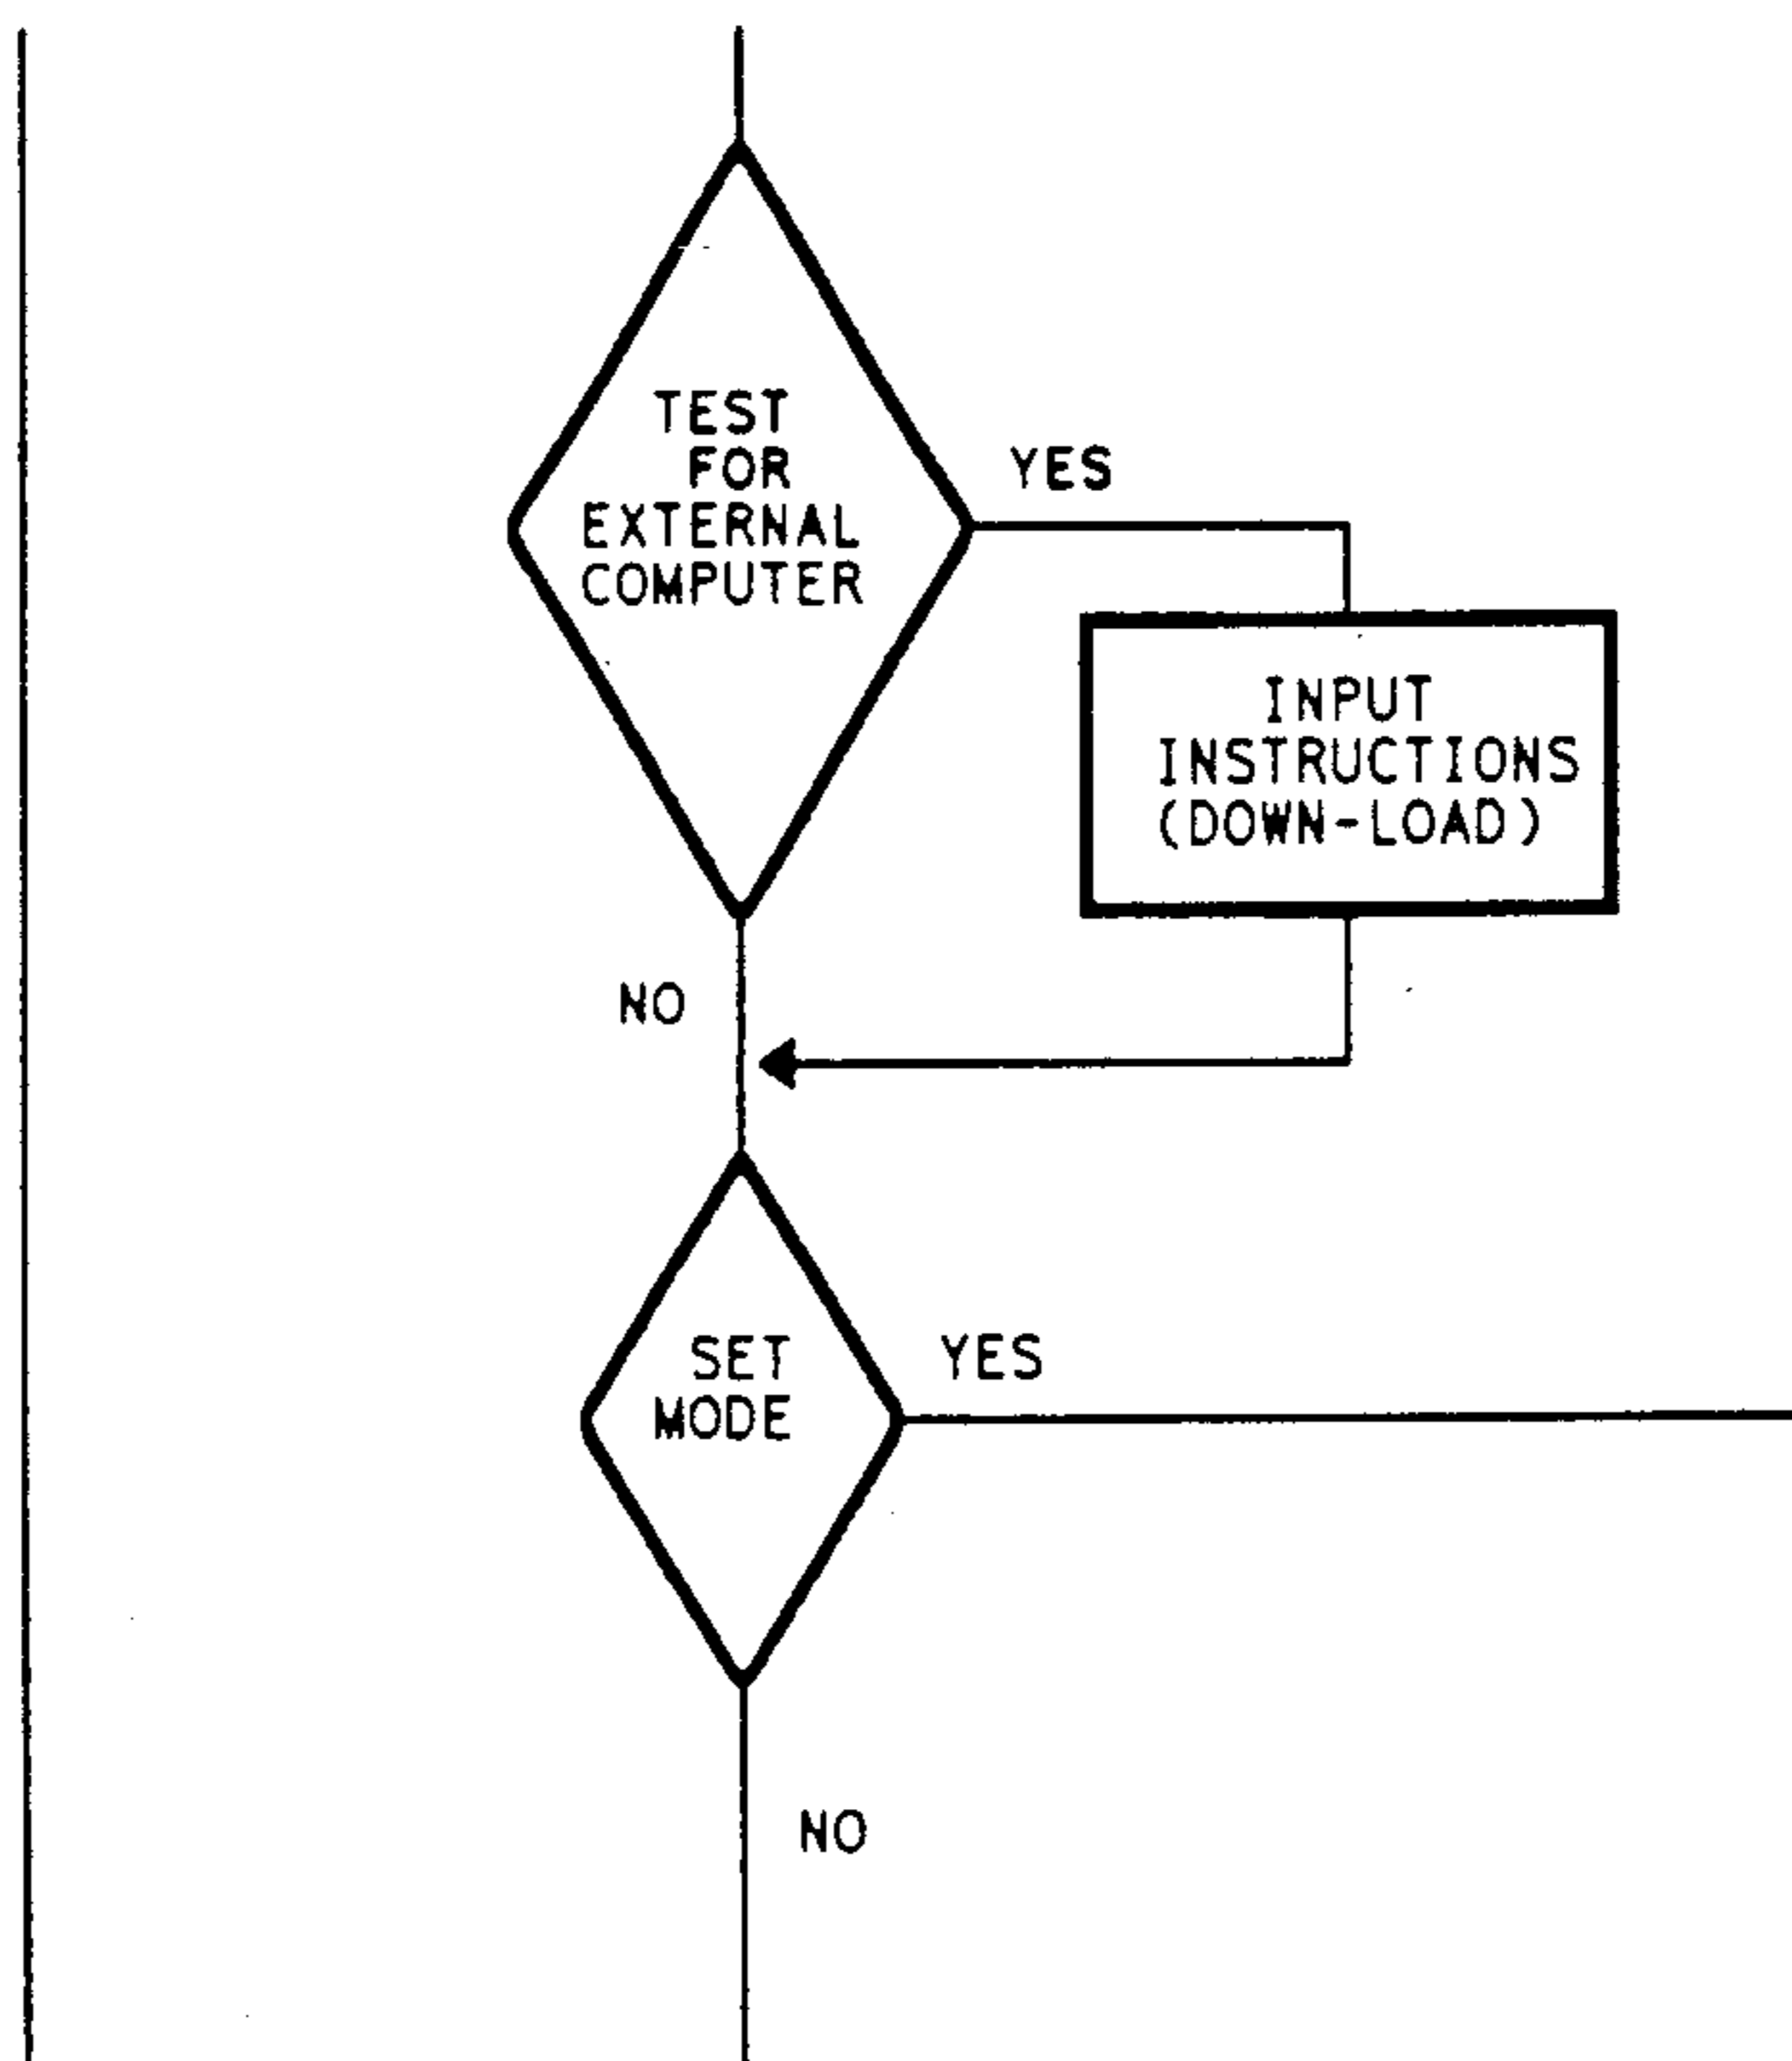 TEST
FOR
EXTERNAL
COMPUTER
YES
INPUT
INSTRUCTIONS
(DOWN-LOAD)
NO
SET
MODE
YES
NO